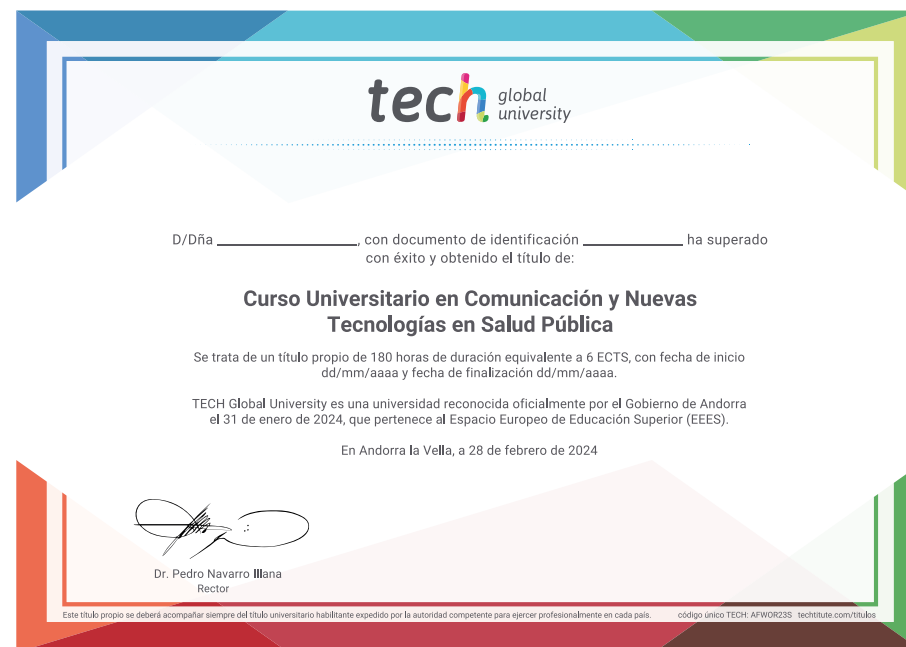 tech global university
D/Dña ____________, con documento de identificación ____________ ha superado
con éxito y obtenido el título de:
Curso Universitario en Comunicación y Nuevas
Tecnologías en Salud Pública
Se trata de un título propio de 180 horas de duración equivalente a 6 ECTS, con fecha de inicio
dd/mm/aaaa y fecha de finalización dd/mm/aaaa.
TECH Global University es una universidad reconocida oficialmente por el Gobierno de Andorra
el 31 de enero de 2024, que pertenece al Espacio Europeo de Educación Superior (EEES).
En Andorra la Vella, a 28 de febrero de 2024
Dr. Pedro Navarro Illana
Rector
Este título propio se deberá acompañar siempre del título universitario habilitante expedido por la autoridad competente para ejercer profesionalmente en cada país. código único TECH: AFWOR23S techtitute.com/titulos